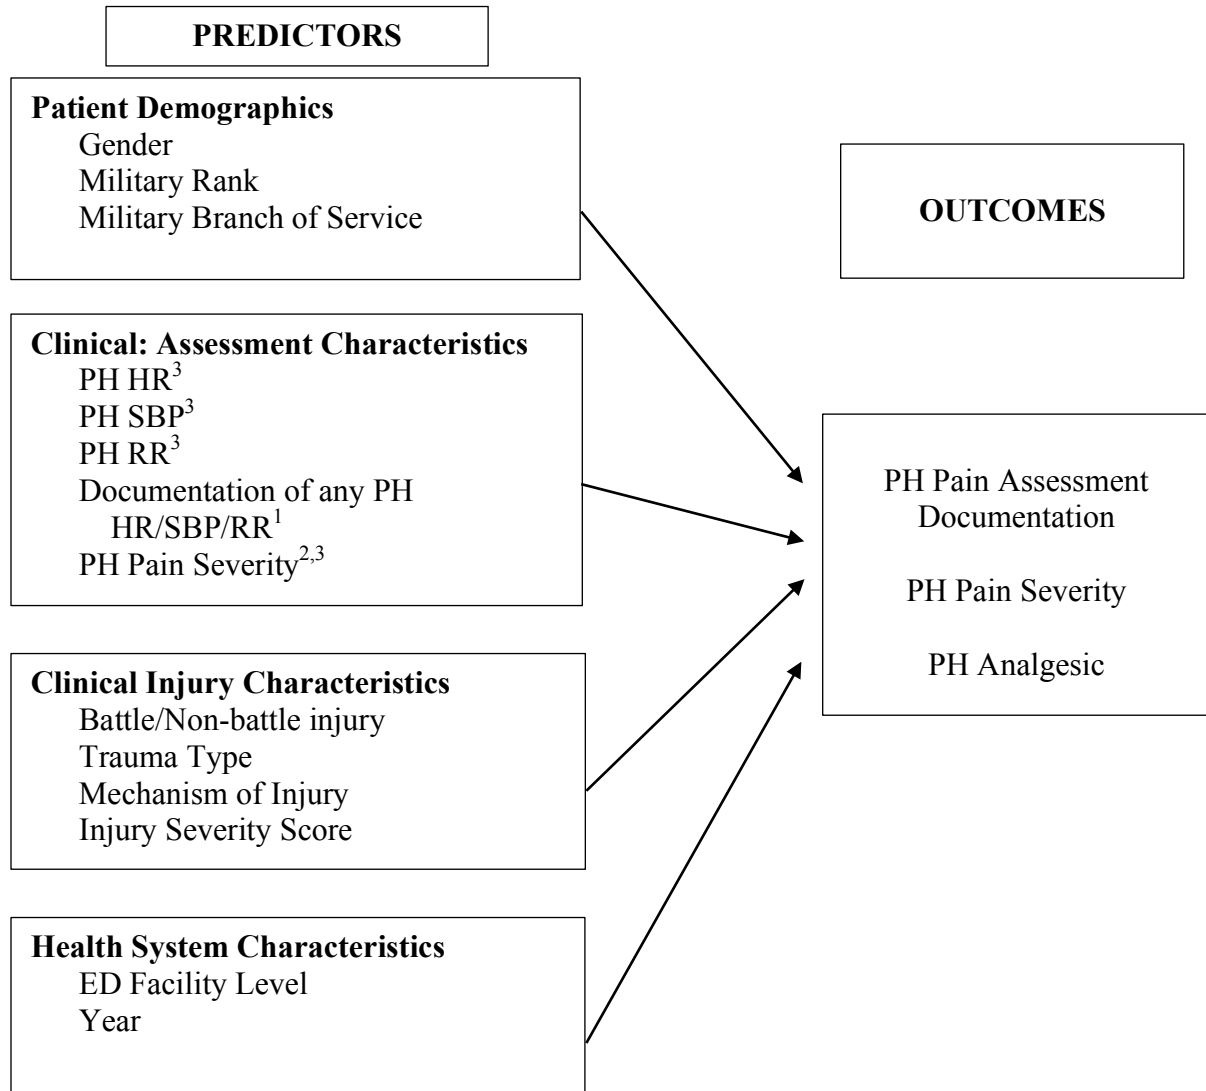 PREDICTORS
Patient Demographics
Gender
Military Rank
Military Branch of Service
Clinical: Assessment Characteristics
PH HR³
PH SBP³
PH RR³
Documentation of any PH
HR/SBP/RR¹
PH Pain Severity²,³
Clinical Injury Characteristics
Battle/Non-battle injury
Trauma Type
Mechanism of Injury
Injury Severity Score
Health System Characteristics
ED Facility Level
Year
OUTCOMES
PH Pain Assessment
Documentation
PH Pain Severity
PH Analgesic